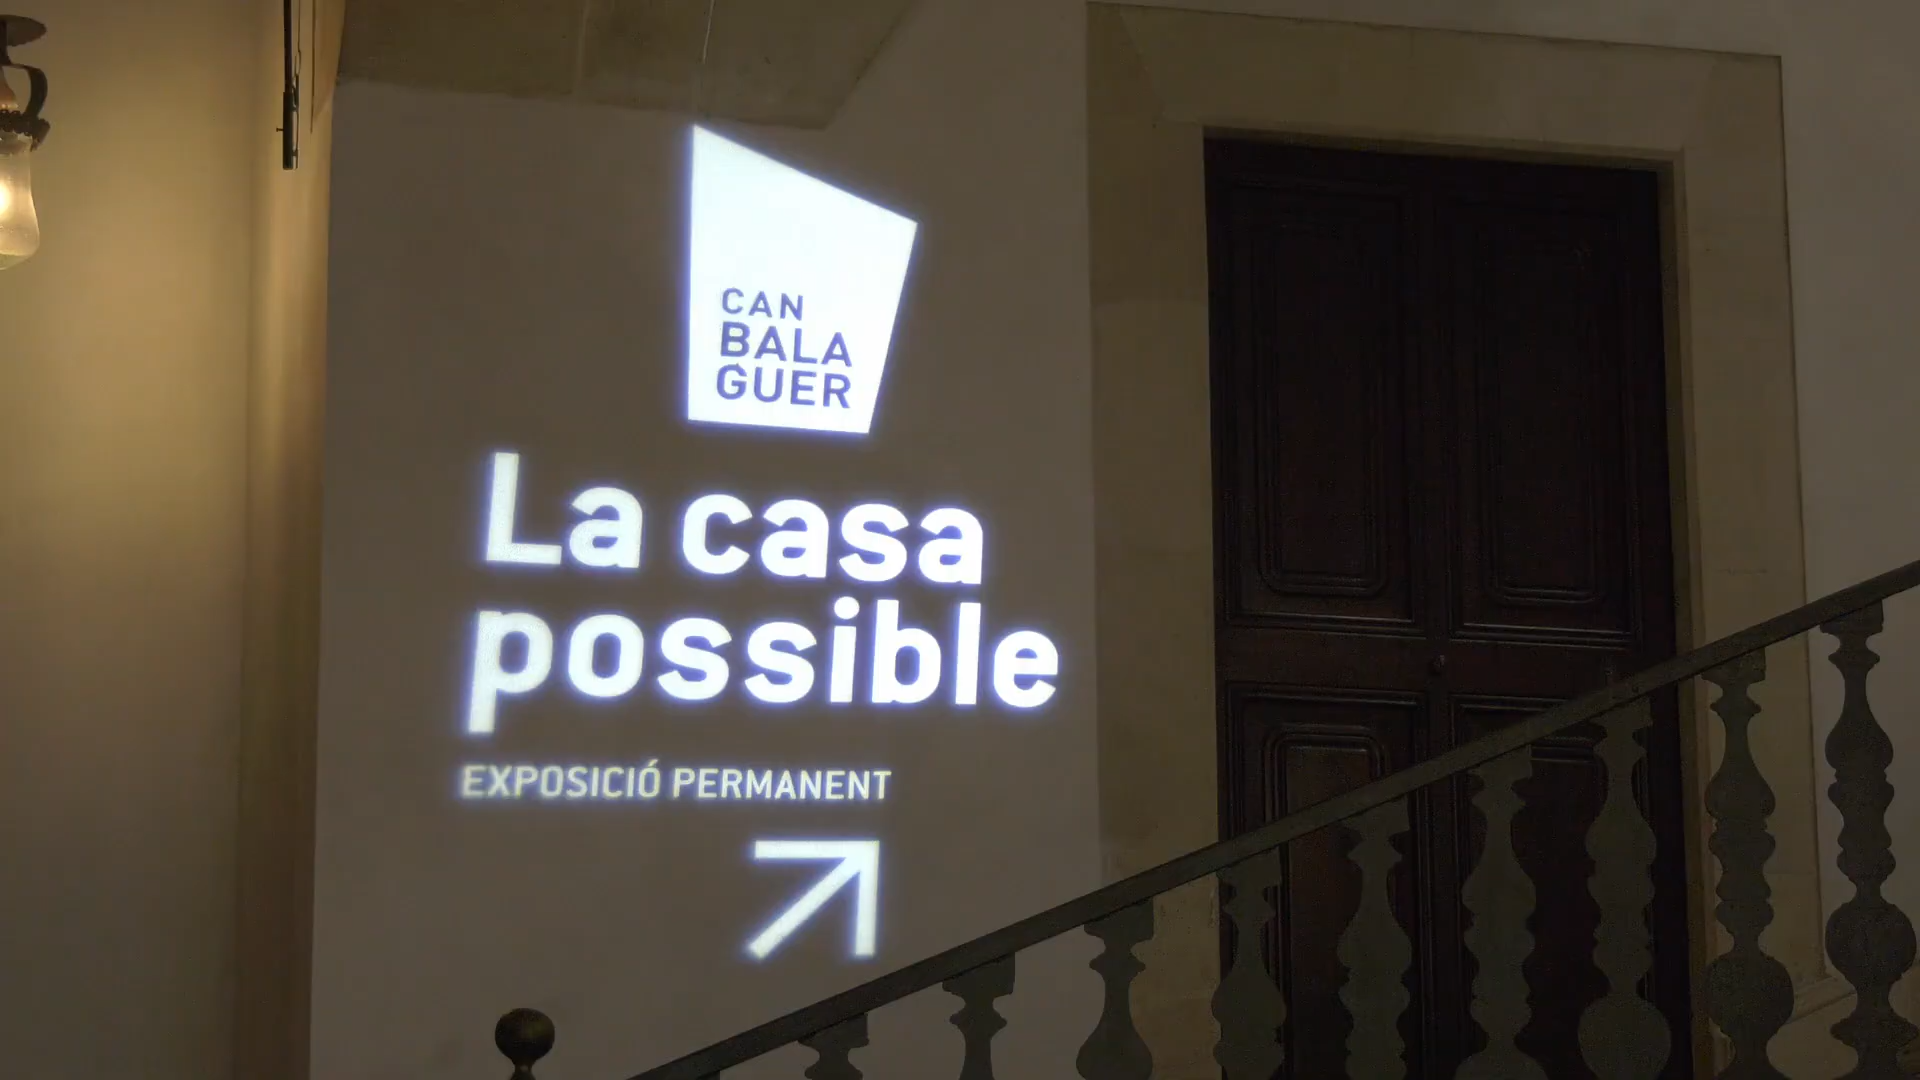 CAN
BALA
GUER
La casa
possible
EXPOSICIÓ PERMANENT